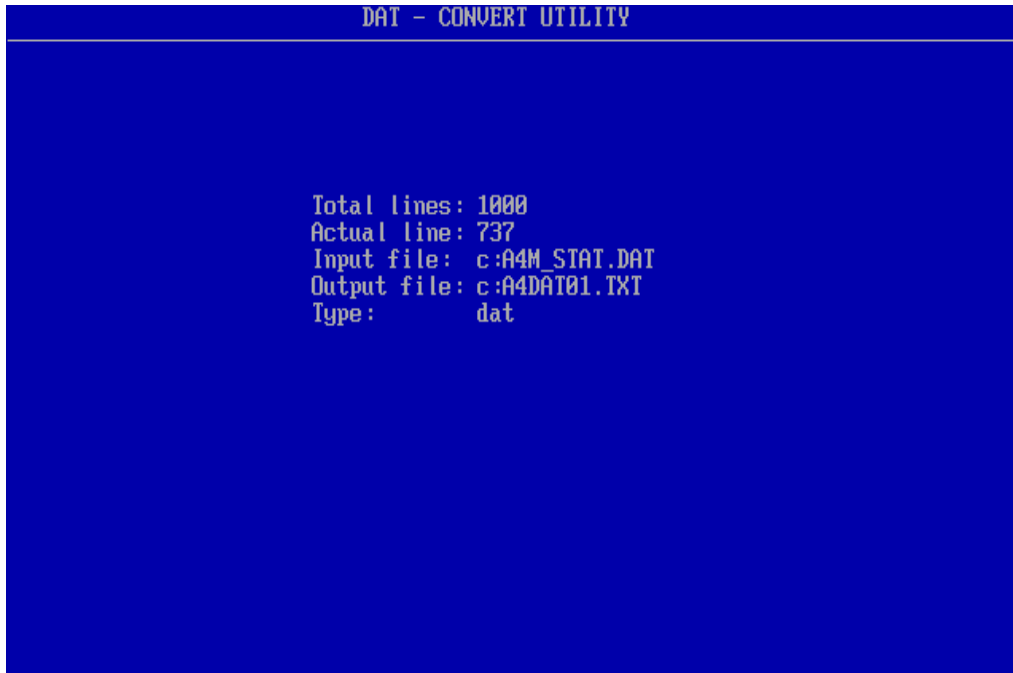 DAT - CONVERT UTILITY
Total lines: 1000
Actual line: 737
Input file: c:A4M_STAT.DAT
Output file: c:A4DAT01.TXT
Type: dat